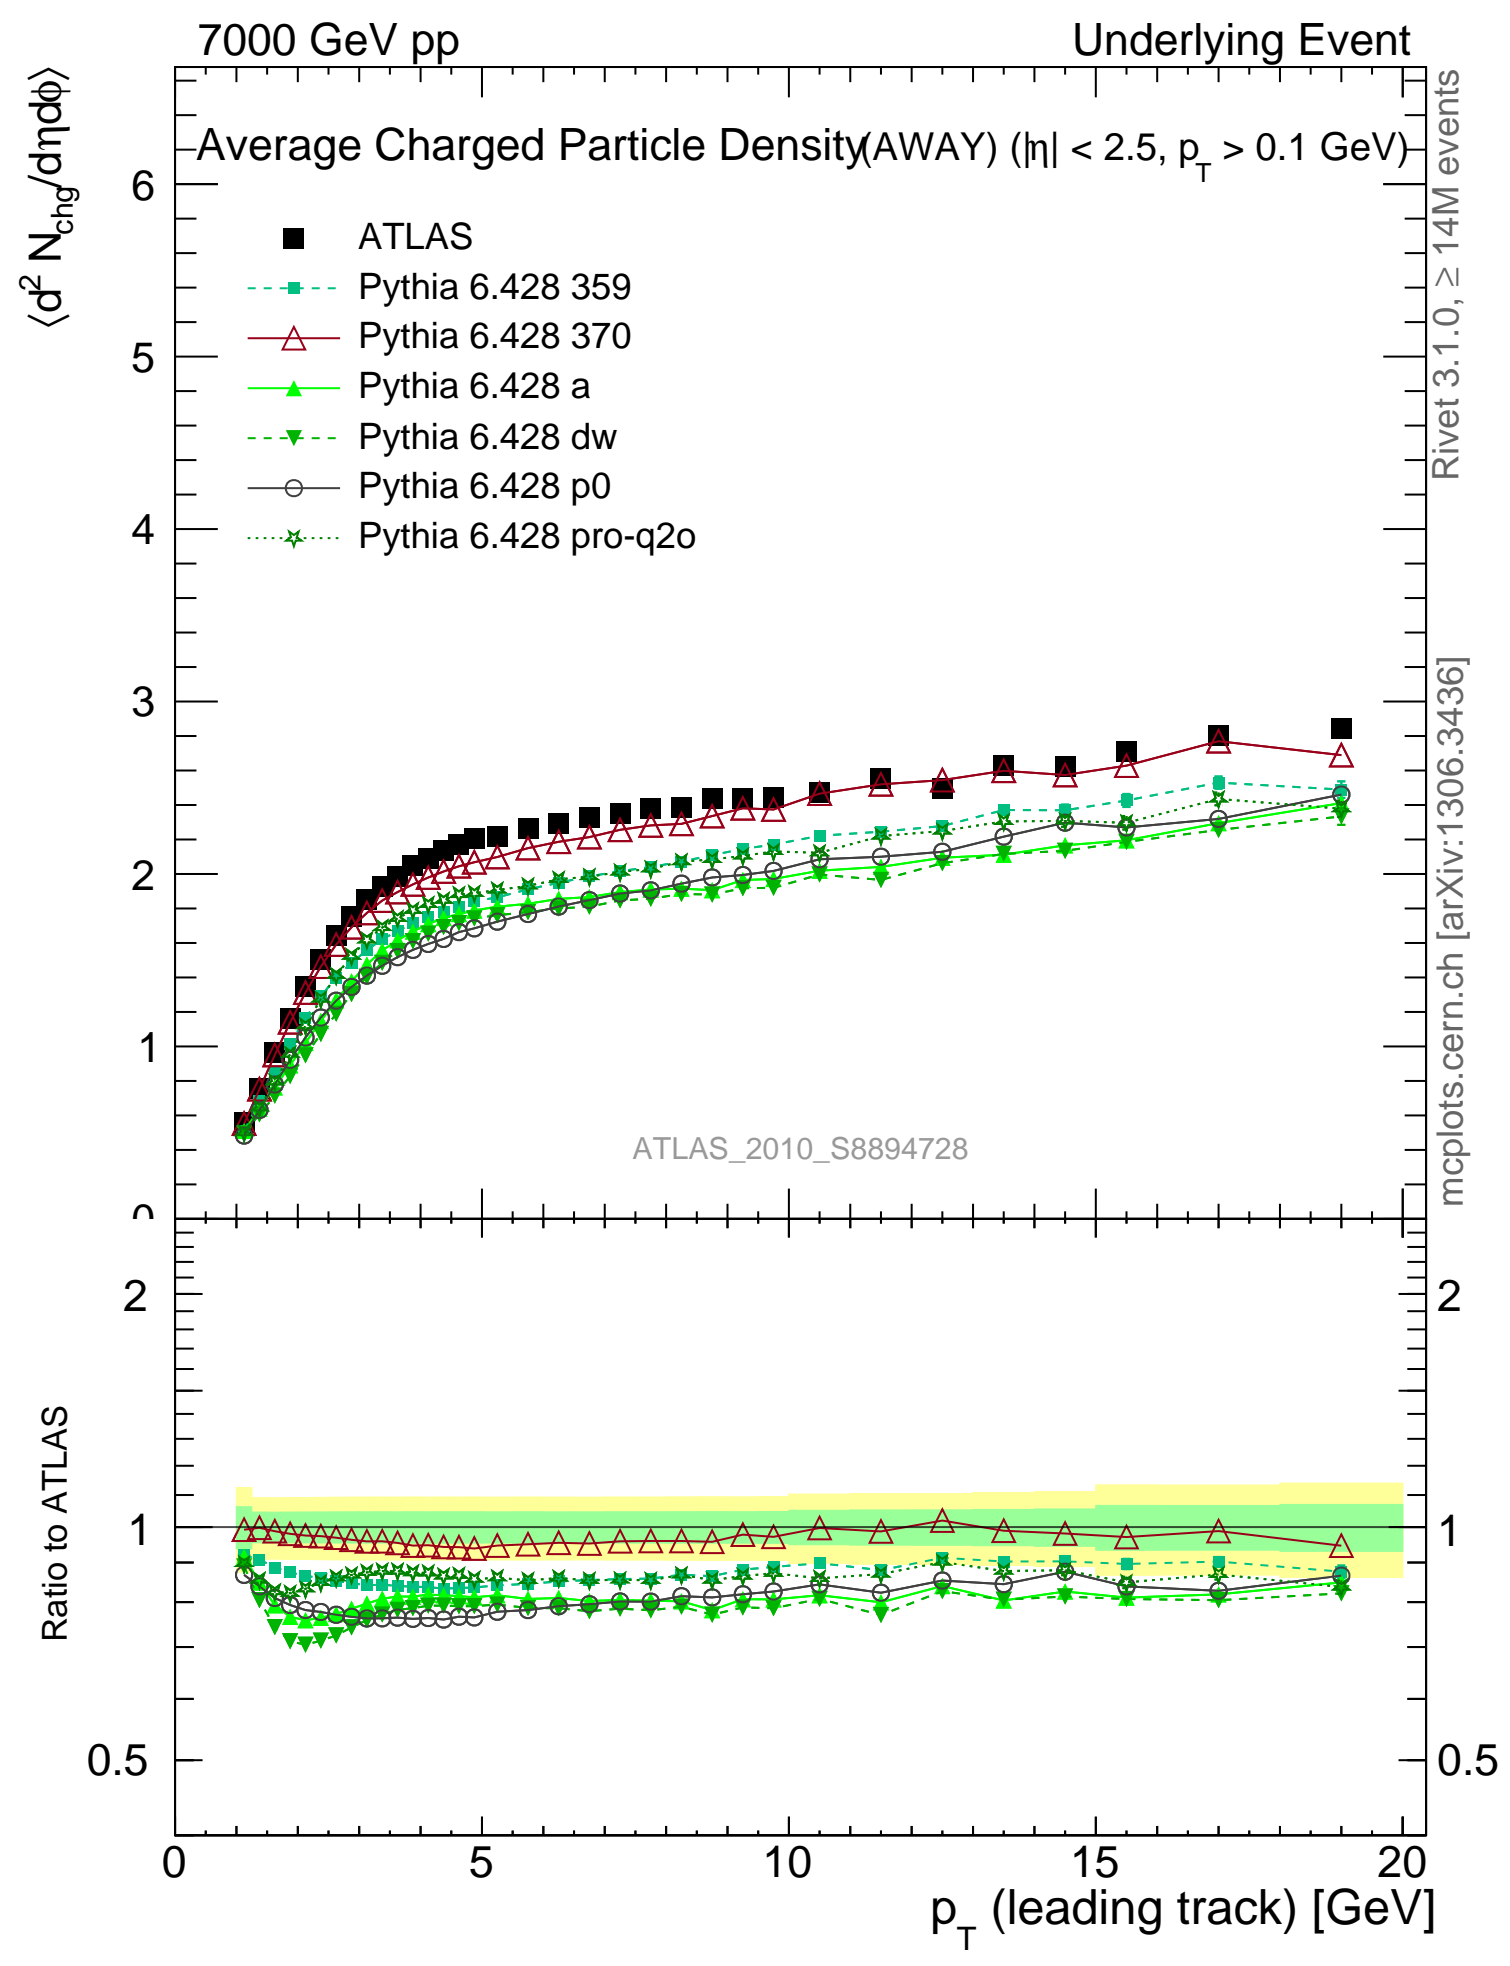 7000 GeV pp
Underlying Event
⟨d² N_chg/dηdϕ⟩
Average Charged Particle Density (AWAY) (|η| < 2.5, p_T > 0.1 GeV)
ATLAS
Pythia 6.428 359
Pythia 6.428 370
Pythia 6.428 a
Pythia 6.428 dw
Pythia 6.428 p0
Pythia 6.428 pro-q2o
6
5
4
3
2
1
0
ATLAS_2010_S8894728
Rivet 3.1.0, ≥ 14M events
mcplots.cern.ch [arXiv:1306.3436]
Ratio to ATLAS
2
1
0.5
2
1
0.5
0
5
10
15
20
p_T (leading track) [GeV]